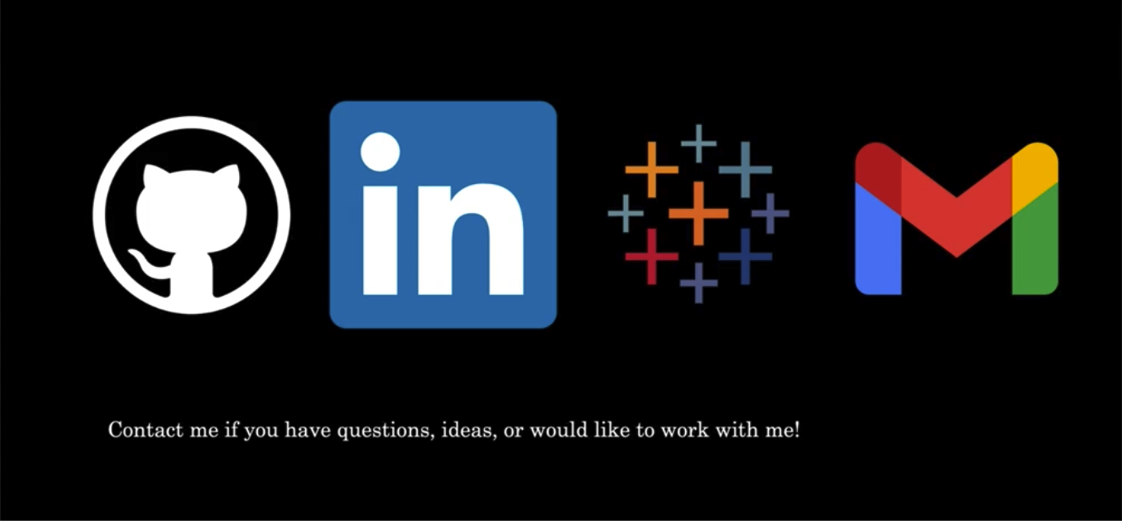 in
Contact me if you have questions, ideas, or would like to work with me!